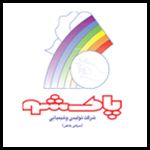 پاکشو
شرکت تولیدی و شیمیایی
(سهامی خاص)